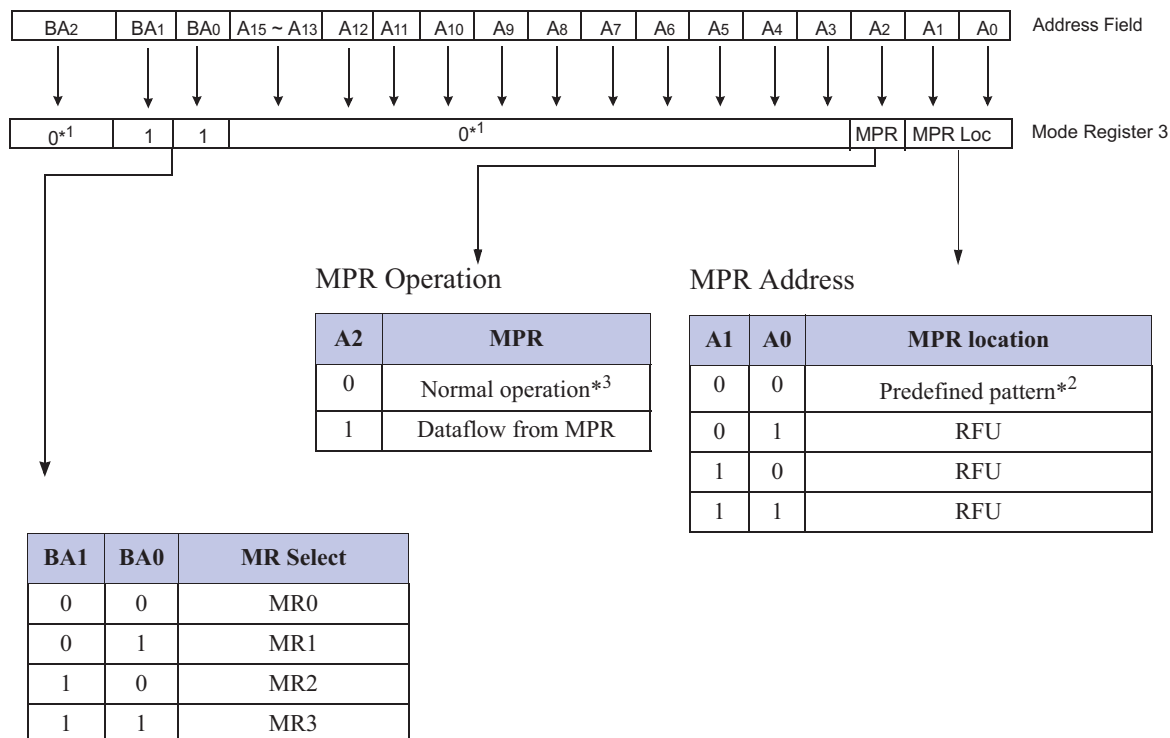 BA2 BA1 BA0 A15 ~ A13 A12 A11 A10 A9 A8 A7 A6 A5 A4 A3 A2 A1 A0 Address Field
0*1 1 1 0*1 MPR MPR Loc Mode Register 3
MPR Operation
A2 MPR
0 Normal operation*3
1 Dataflow from MPR
MPR Address
A1 A0 MPR location
0 0 Predefined pattern*2
0 1 RFU
1 0 RFU
1 1 RFU
BA1 BA0 MR Select
0 0 MR0
0 1 MR1
1 0 MR2
1 1 MR3